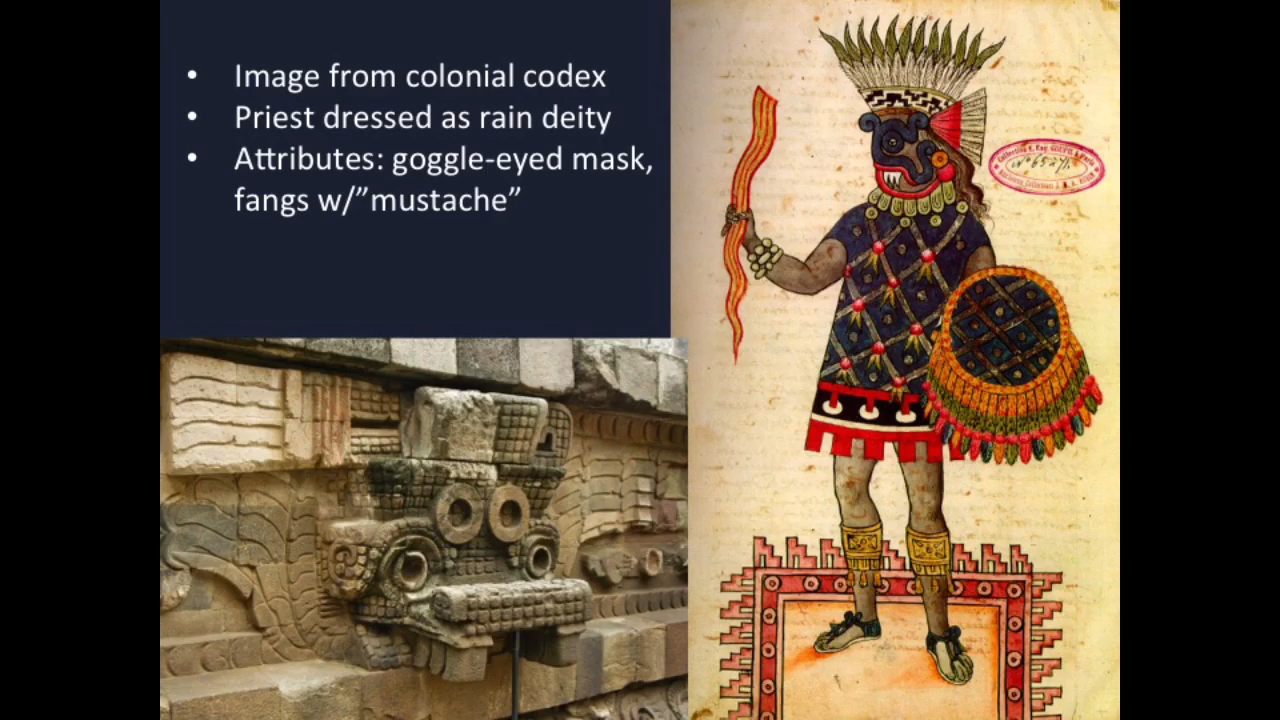 • Image from colonial codex
• Priest dressed as rain deity
• Attributes: goggle-eyed mask,
fangs w/”mustache”